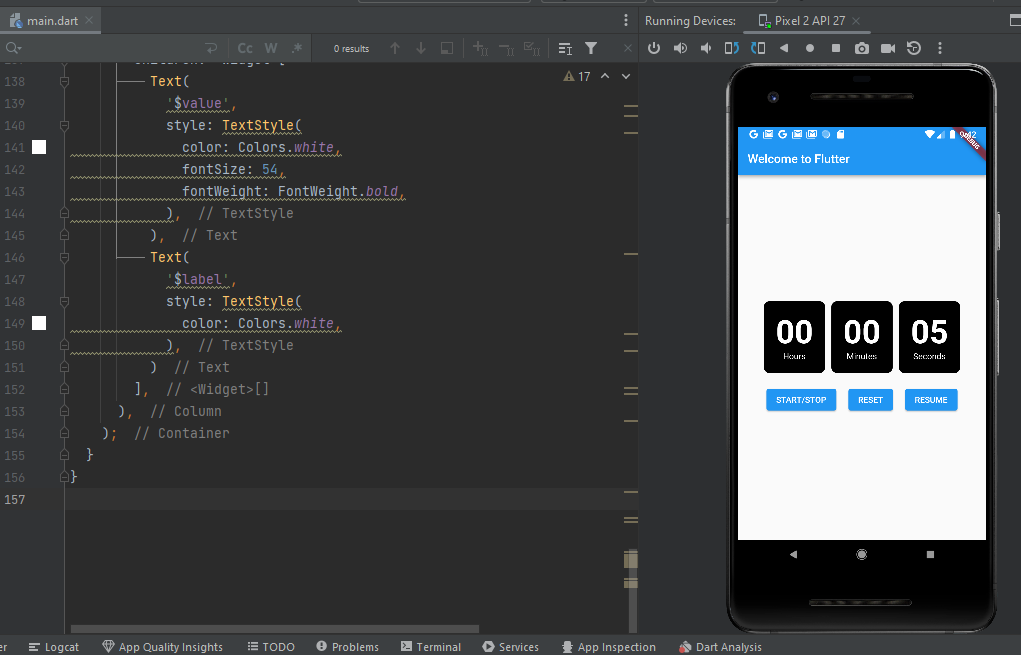 main.dart
Running Devices:
Pixel 2 API 27
Cc W .*
0 results
17
138 Text(
139 '$value',
140 style: TextStyle(
141 color: Colors.white,
142 fontSize: 54,
143 fontWeight: FontWeight.bold,
144 ), // TextStyle
145 ), // Text
146 Text(
147 '$label',
148 style: TextStyle(
149 color: Colors.white,
150 ), // TextStyle
151 ) // Text
152 ], // <Widget>[]
153 ), // Column
154 ); // Container
155 }
156 }
157
Welcome to Flutter
00 00 05
Hours Minutes Seconds
START/STOP RESET RESUME
er Logcat App Quality Insights TODO Problems Terminal Services App Inspection Dart Analysis